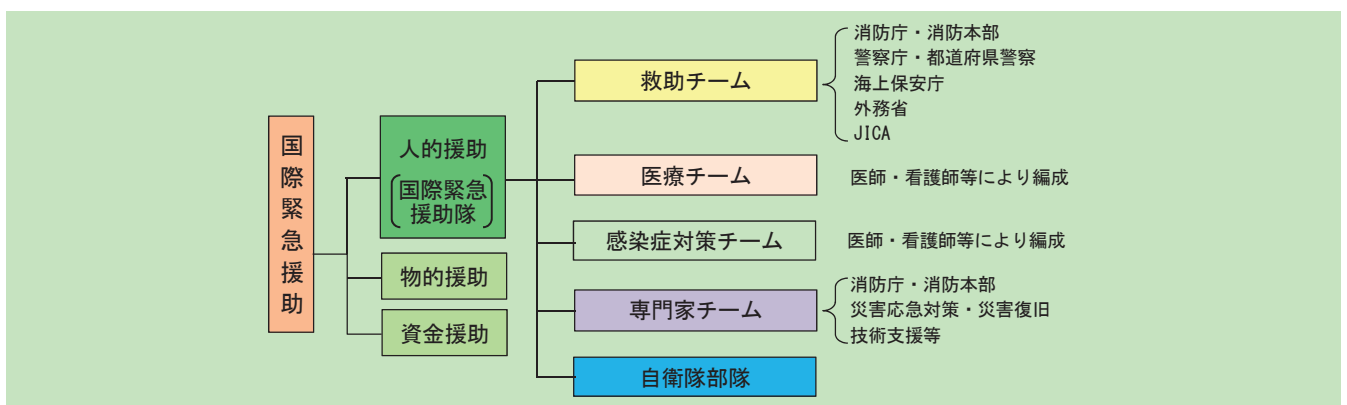 国際緊急援助
人的援助
国際緊急
援助隊
物的援助
資金援助
救助チーム
消防庁・消防本部
警察庁・都道府県警察
海上保安庁
外務省
JICA
医療チーム
医師・看護師等により編成
感染症対策チーム
医師・看護師等により編成
専門家チーム
消防庁・消防本部
災害応急対策・災害復旧
技術支援等
自衛隊部隊